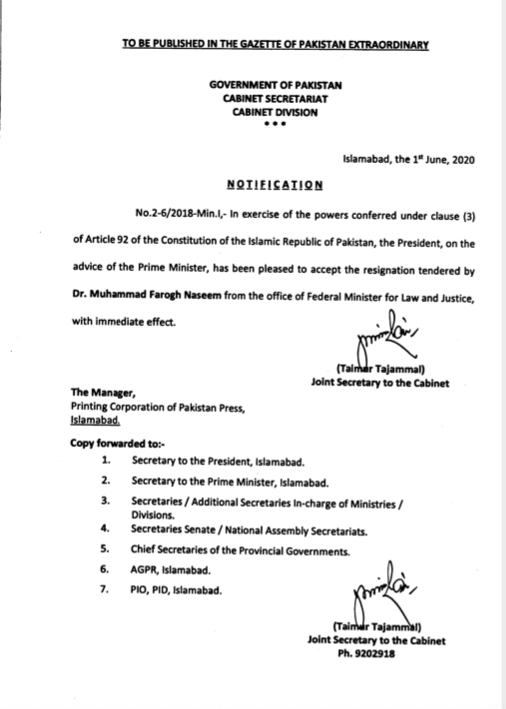 TO BE PUBLISHED IN THE GAZETTE OF PAKISTAN EXTRAORDINARY
GOVERNMENT OF PAKISTAN
CABINET SECRETARIAT
CABINET DIVISION
Islamabad, the 1st June, 2020
NOTIFICATION
No.2-6/2018-Min.I,- In exercise of the powers conferred under clause (3)
of Article 92 of the Constitution of the Islamic Republic of Pakistan, the President, on the
advice of the Prime Minister, has been pleased to accept the resignation tendered by
Dr. Muhammad Farogh Naseem from the office of Federal Minister for Law and Justice,
with immediate effect.
(Taimur Tajammal)
Joint Secretary to the Cabinet
The Manager,
Printing Corporation of Pakistan Press,
Islamabad.
Copy forwarded to:-
1. Secretary to the President, Islamabad.
2. Secretary to the Prime Minister, Islamabad.
3. Secretaries / Additional Secretaries In-charge of Ministries /
Divisions.
4. Secretaries Senate / National Assembly Secretariats.
5. Chief Secretaries of the Provincial Governments.
6. AGPR, Islamabad.
7. PIO, PID, Islamabad.
(Taimur Tajammal)
Joint Secretary to the Cabinet
Ph. 9202918